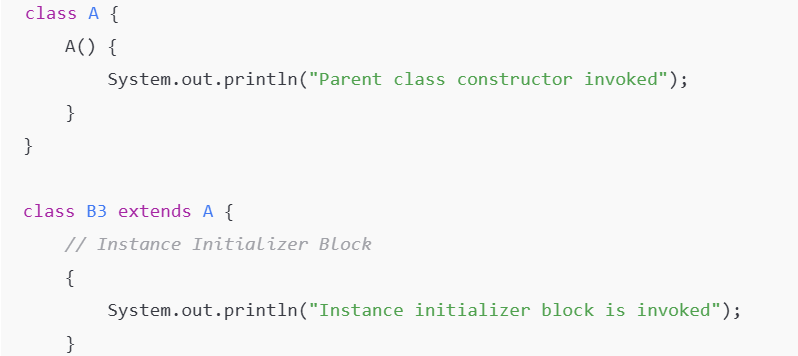 class A {
    A() {
        System.out.println("Parent class constructor invoked");
    }
}

class B3 extends A {
    // Instance Initializer Block
    {
        System.out.println("Instance initializer block is invoked");
    }